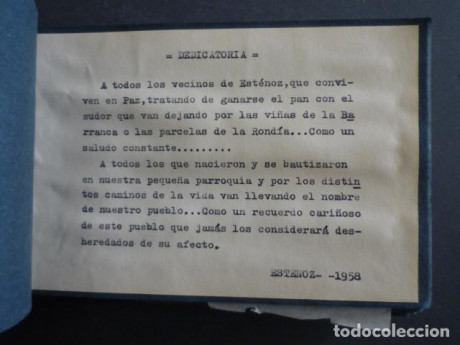 = DEDICATORIA =
A todos los vecinos de Esténoz,que convi-
ven en Paz,tratando de ganarse el pan con el
sudor que van dejando por las viñas de la Ba
rranca o las parcelas de la Rondía...Como un
saludo constante.........
A todos los que nacieron y se bautizaron
en nuestra pequeña parroquia y por los distin
tos caminos de la vida van llevando el nombre
de nuestro pueblo...Como un recuerdo cariñoso
de este pueblo que jamás los considerará des-
heredados de su afecto.
ESTENOZ- -1958
todocoleccion